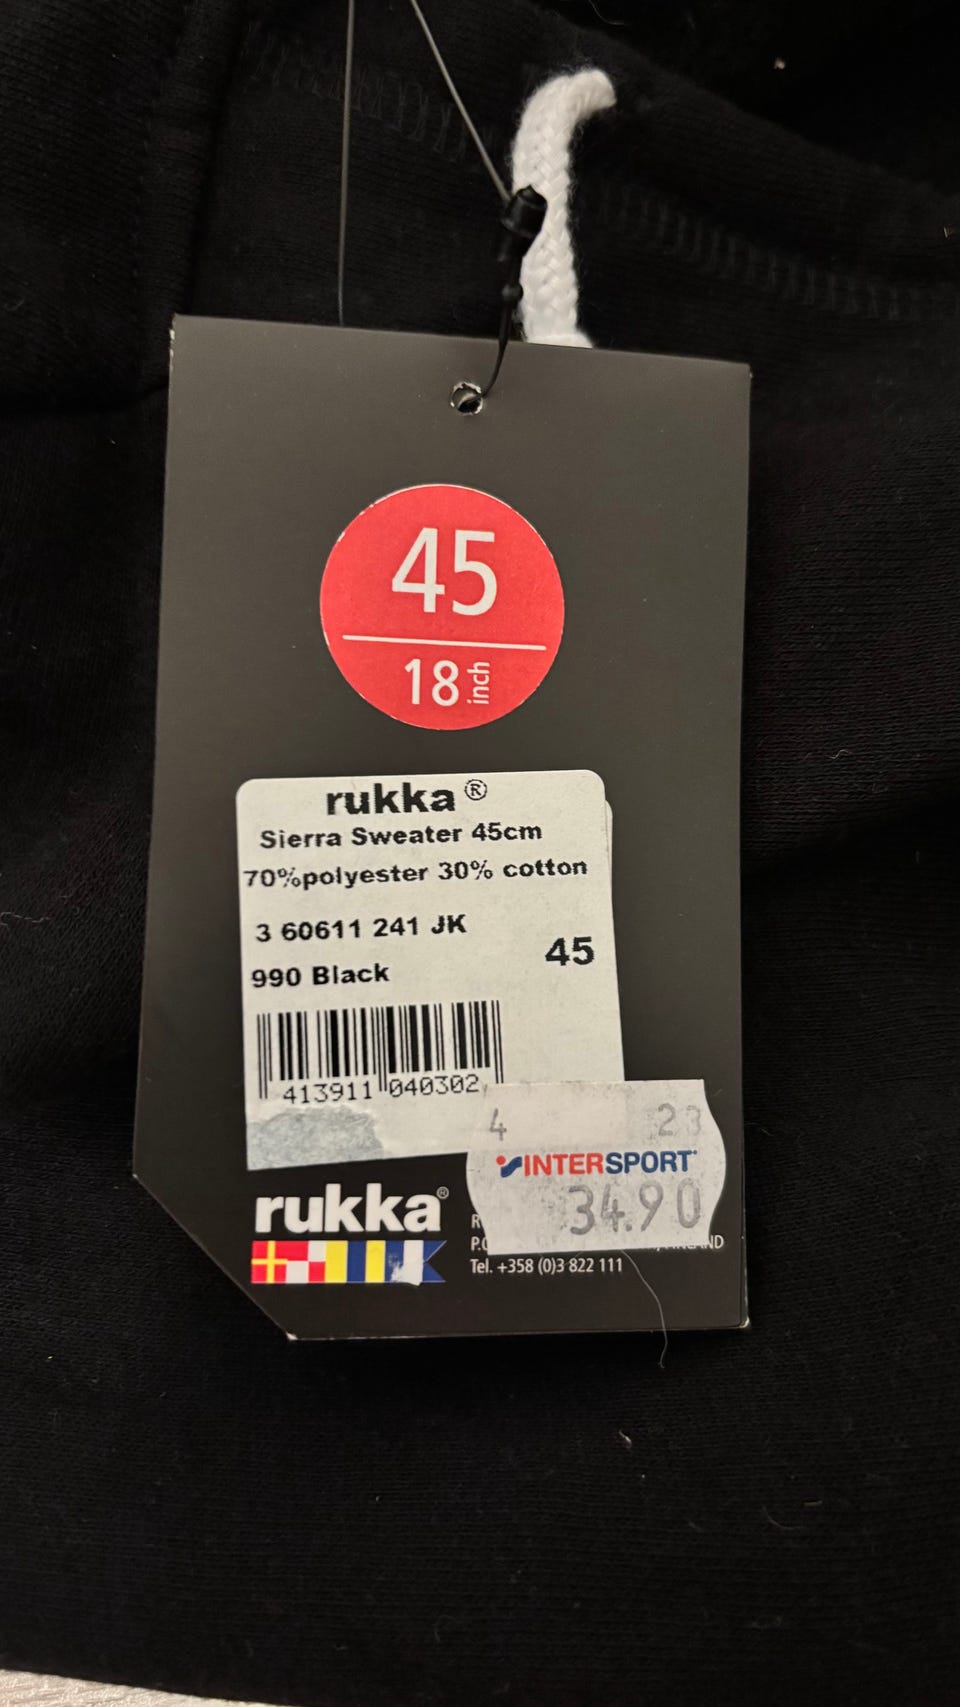 45
18 inch
rukka®
Sierra Sweater 45cm
70%polyester 30% cotton
3 60611 241 JK
45
990 Black
413911 040302
4 23
INTERSPORT
34.90
rukka®
Tel. +358 (0)3 822 111